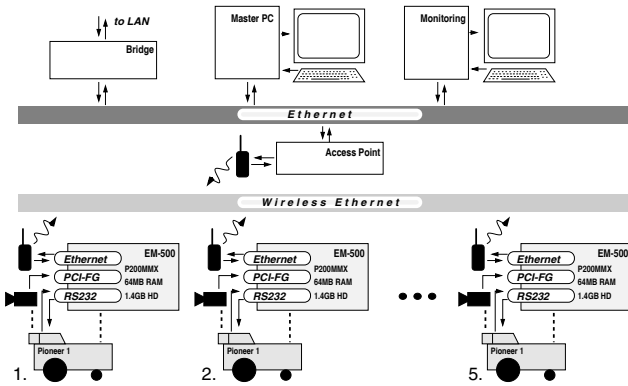 to LAN
Bridge
Master PC
Monitoring
Ethernet
Access Point
Wireless Ethernet
EM-500
Ethernet
P200MMX
PCI-FG
64MB RAM
RS232
1.4GB HD
Pioneer 1
1.
EM-500
Ethernet
P200MMX
PCI-FG
64MB RAM
RS232
1.4GB HD
Pioneer 1
2.
EM-500
Ethernet
P200MMX
PCI-FG
64MB RAM
RS232
1.4GB HD
Pioneer 1
5.